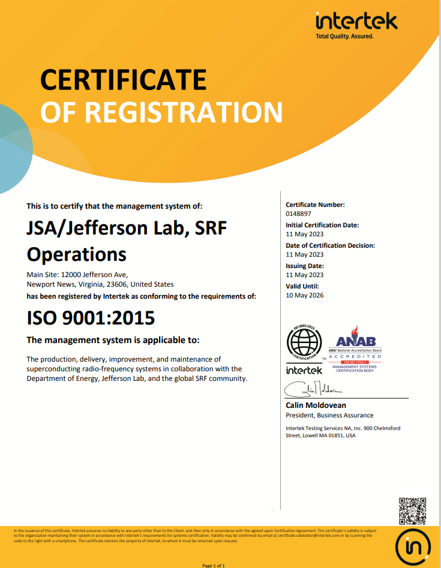 intertek
Total Quality. Assured.
CERTIFICATE
OF REGISTRATION
This is to certify that the management system of:
JSA/Jefferson Lab, SRF
Operations
Main Site: 12000 Jefferson Ave,
Newport News, Virginia, 23606, United States
has been registered by Intertek as conforming to the requirements of:
ISO 9001:2015
The management system is applicable to:
The production, delivery, improvement, and maintenance of
superconducting radio-frequency systems in collaboration with the
Department of Energy, Jefferson Lab, and the global SRF community.
Certificate Number:
0148897
Initial Certification Date:
11 May 2023
Date of Certification Decision:
11 May 2023
Issuing Date:
11 May 2023
Valid Until:
10 May 2026
intertek
ANAB
ANSI National Accreditation Board
ACCREDITED
MANAGEMENT SYSTEMS
CERTIFICATION BODY
Calin Moldovean
President, Business Assurance
Intertek Testing Services NA, Inc. 900 Chelmsford
Street, Lowell MA 01851, USA
In the issuance of this certificate, Intertek assumes no liability to any party other than to the Client, and then only in accordance with the agreed upon Certification Agreement. This certificate's validity is subject
to the organization maintaining their system in accordance with Intertek's requirements for systems certification. Validity may be confirmed via email at certificate.validation@intertek.com or by scanning the
code to the right with a smartphone. The certificate remains the property of Intertek, to whom it must be returned upon request.
in
Page 1 of 1